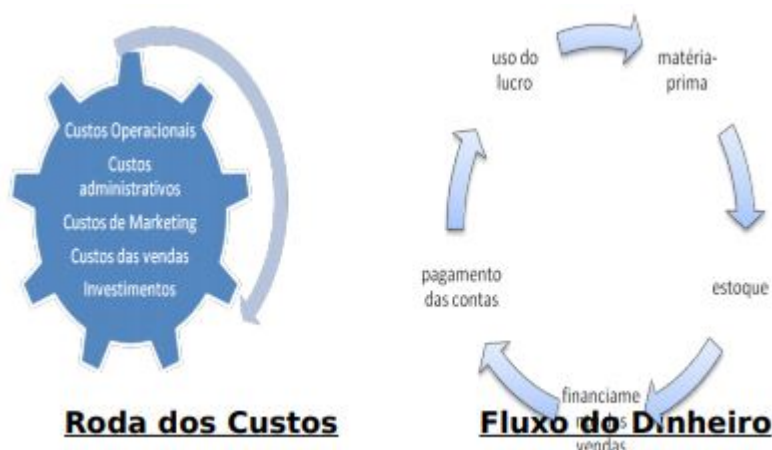 Custos Operacionais
Custos
administrativos
Custos de Marketing
Custos das vendas
Investimentos
Roda dos Custos
uso do
lucro
matéria-
prima
estoque
financiame
vendas
pagamento
das contas
Fluxo do Dinheiro